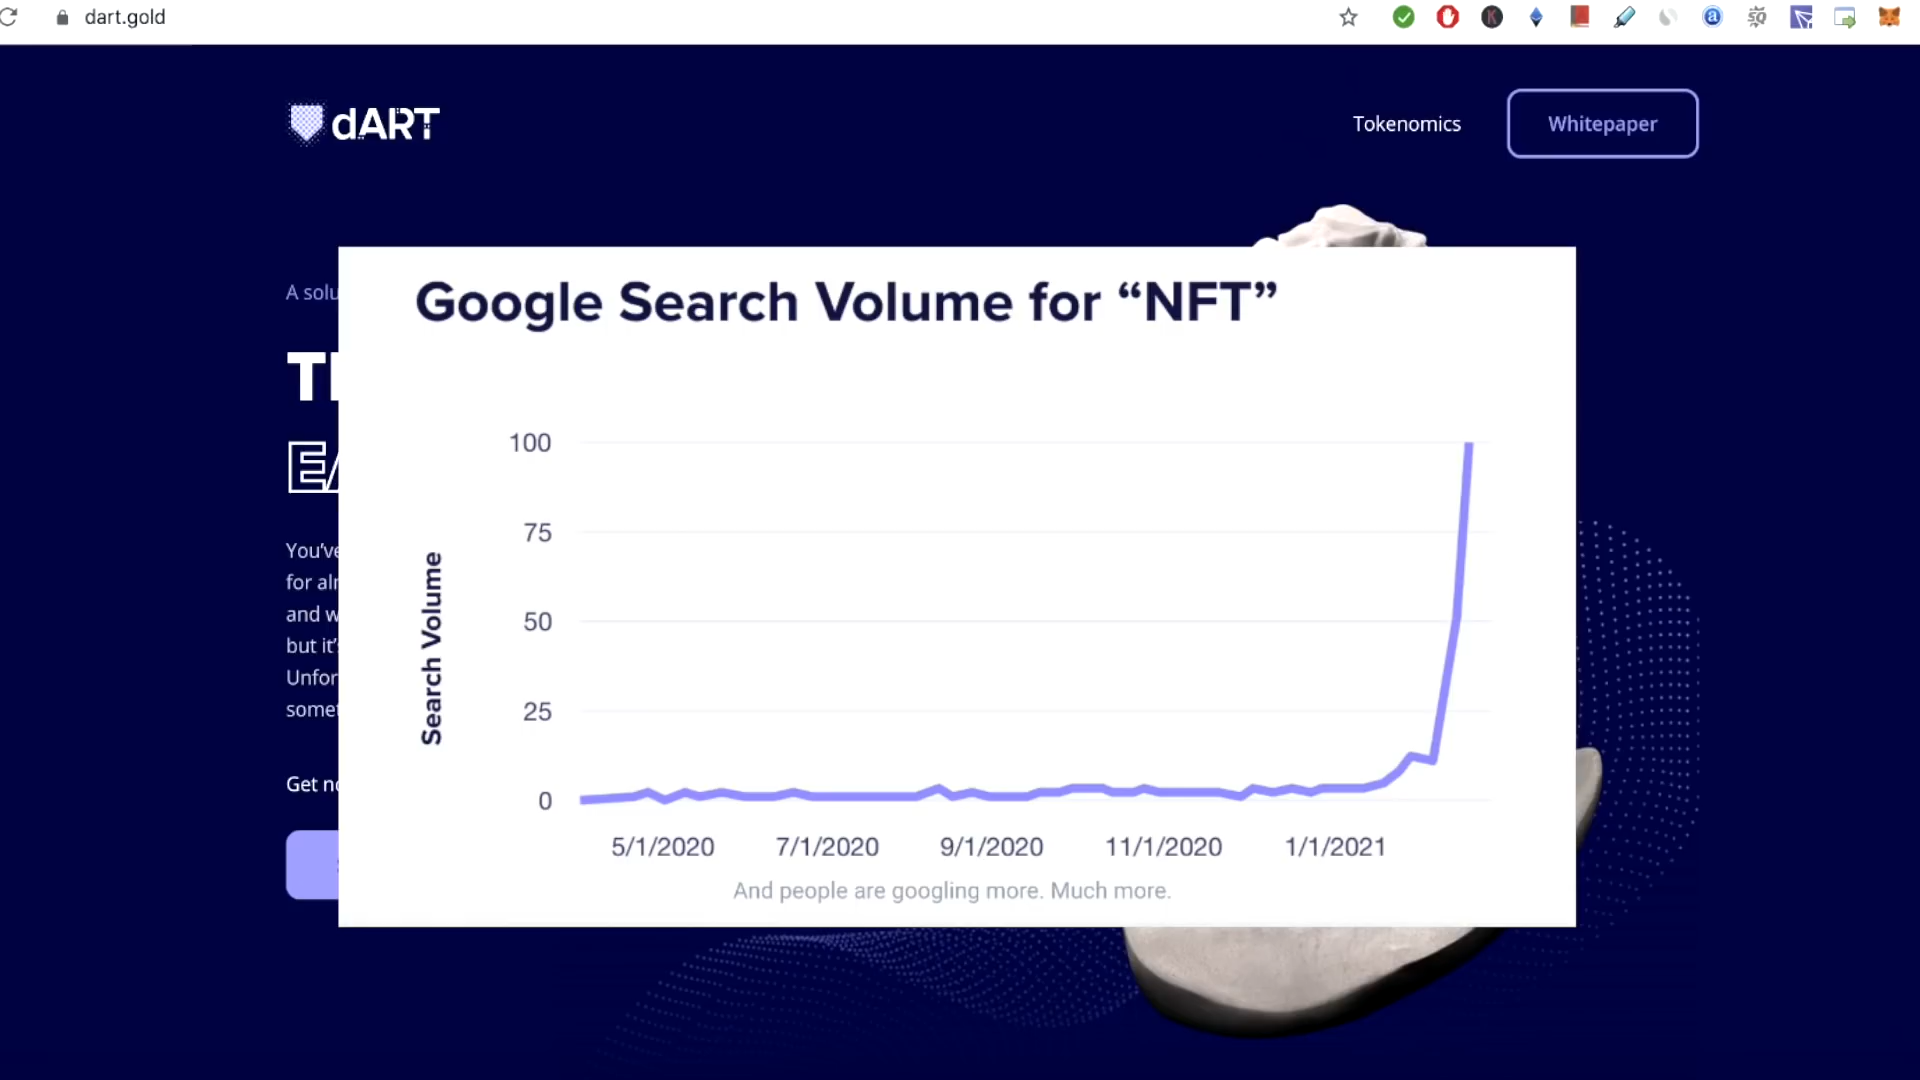 dart.gold
dART
Tokenomics
Whitepaper
A solu
Google Search Volume for “NFT”
E
You've
for
and w
but it's
Unfor
some
Get
Search Volume
100
75
50
25
0
5/1/2020
7/1/2020
9/1/2020
11/1/2020
1/1/2021
And people are googling more. Much more.